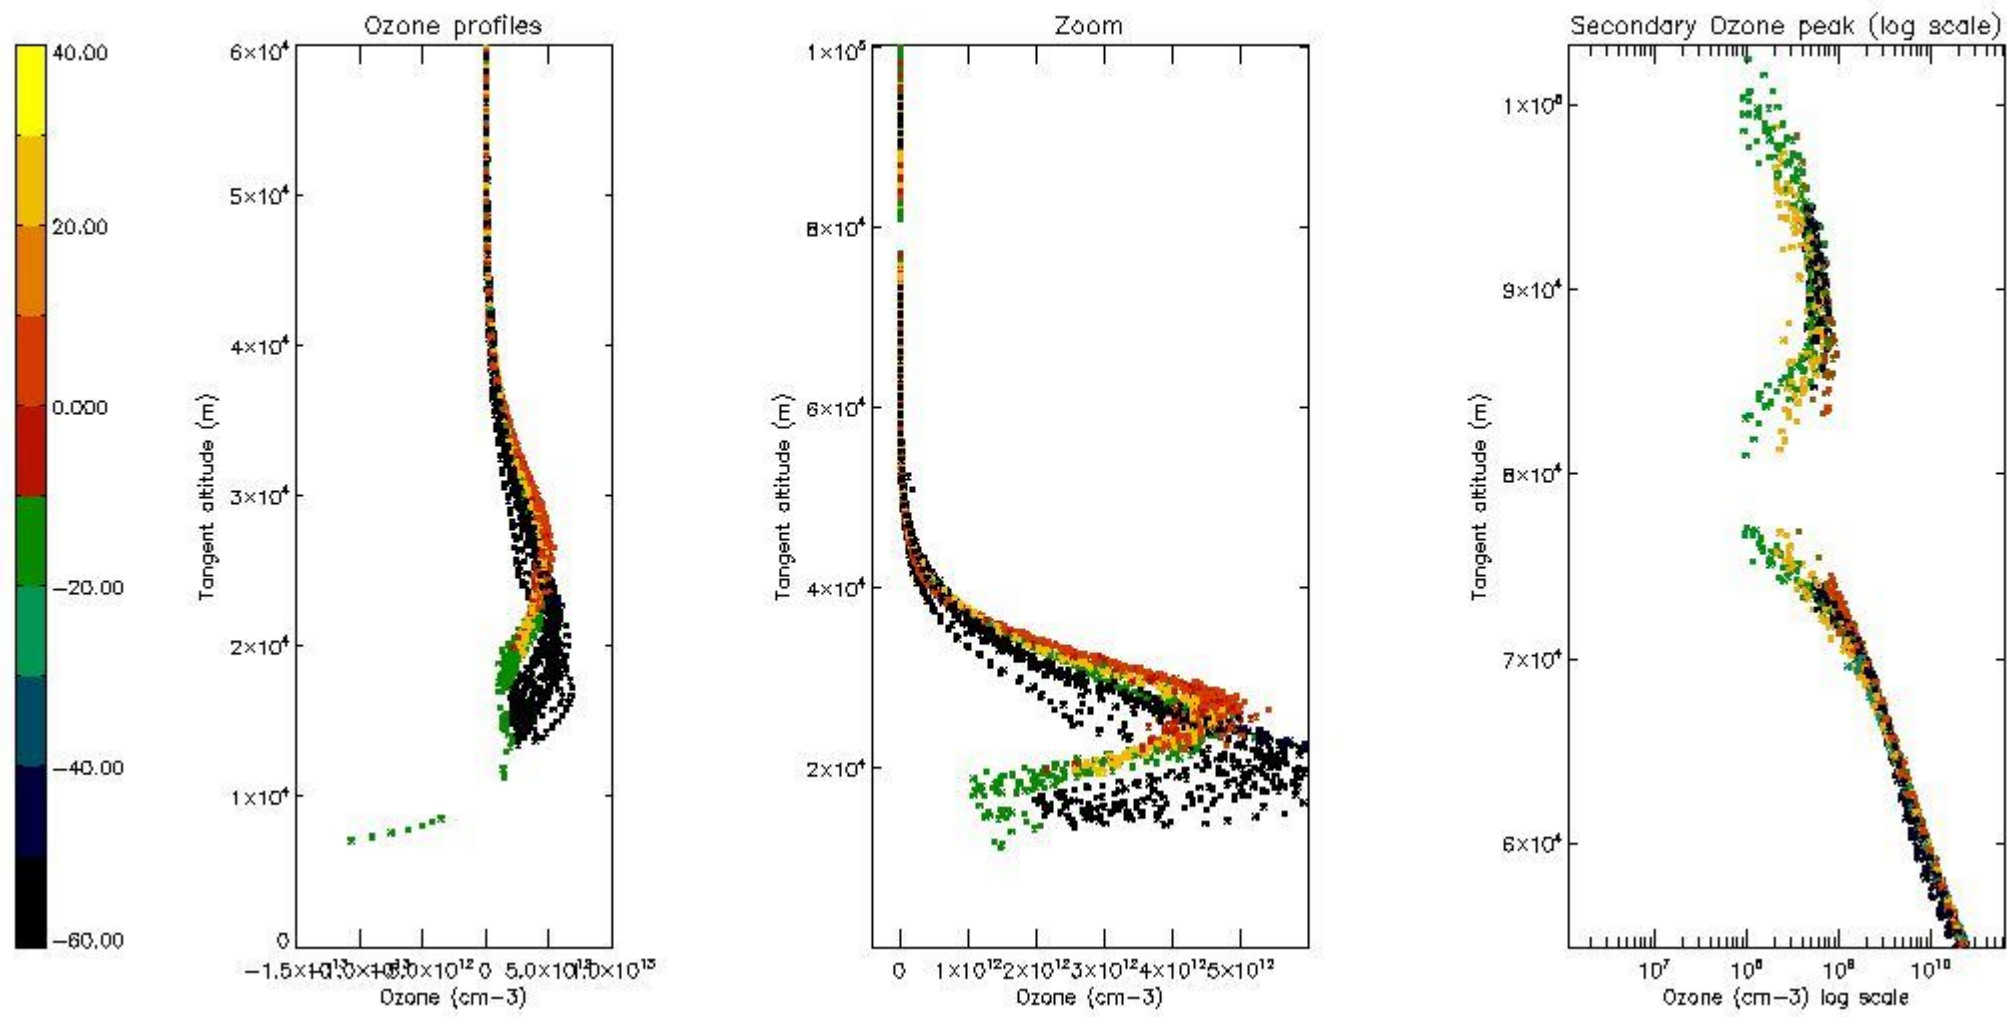 Ozone profiles
Zoom
Secondary Ozone peak (log scale)
40.00
20.00
0.000
−20.00
−40.00
−60.00
Tangent altitude (m)
6×10⁴
5×10⁴
4×10⁴
3×10⁴
2×10⁴
1×10⁴
0
0
Ozone (cm−3)
Tangent altitude (m)
1×10⁵
8×10⁴
6×10⁴
4×10⁴
2×10⁴
0 1×10¹² 2×10¹² 3×10¹² 4×10¹² 5×10¹²
Ozone (cm−3)
Tangent altitude (m)
9×10⁴
8×10⁴
7×10⁴
6×10⁴
10⁷ 10⁸ 10⁹ 10¹⁰
Ozone (cm−3) log scale